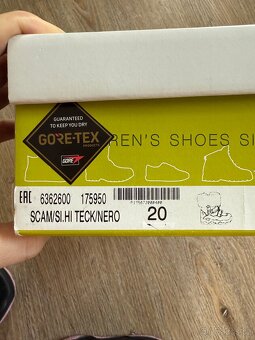 GUARANTEED
TO KEEP YOU DRY
GORE-TEX
PRODUCTS
GORE
REN'S SHOES SI
EAC 6362600 175950
SCAM/SI.HI TECK/NERO 20